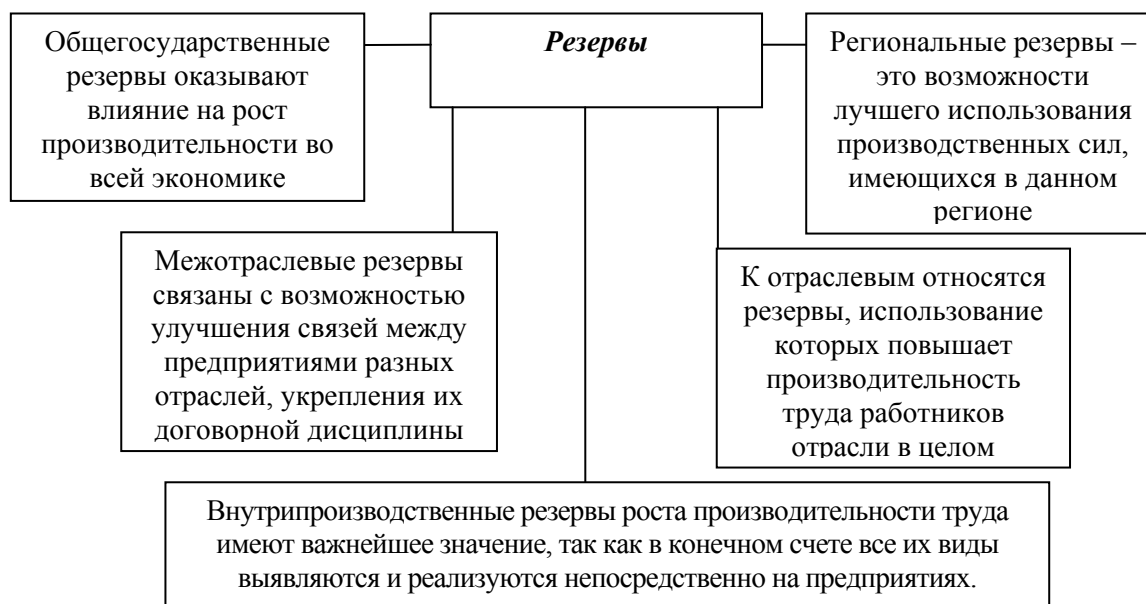 Общегосударственные
резервы оказывают
влияние на рост
производительности во
всей экономике
Резервы
Региональные резервы –
это возможности
лучшего использования
производственных сил,
имеющихся в данном
регионе
Межотраслевые резервы
связаны с возможностью
улучшения связей между
предприятиями разных
отраслей, укрепления их
договорной дисциплины
К отраслевым относятся
резервы, использование
которых повышает
производительность
труда работников
отрасли в целом
Внутрипроизводственные резервы роста производительности труда
имеют важнейшее значение, так как в конечном счете все их виды
выявляются и реализуются непосредственно на предприятиях.